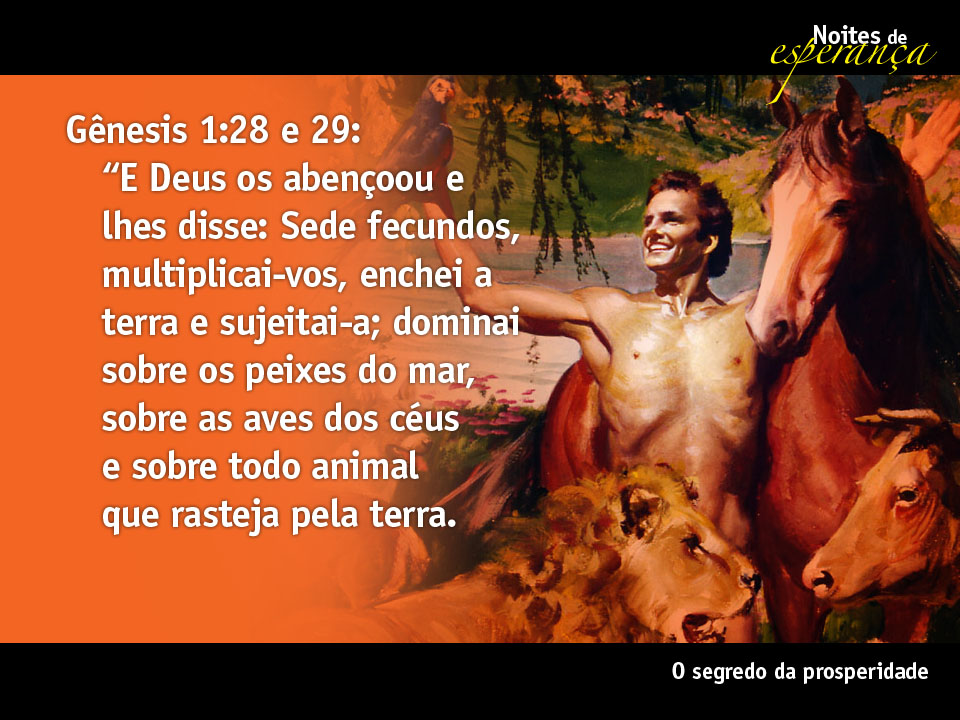 Noites de
esperança
Gênesis 1:28 e 29:
“E Deus os abençoou e
lhes disse: Sede fecundos,
multiplicai-vos, enchei a
terra e sujeitai-a; dominai
sobre os peixes do mar,
sobre as aves dos céus
e sobre todo animal
que rasteja pela terra.
O segredo da prosperidade